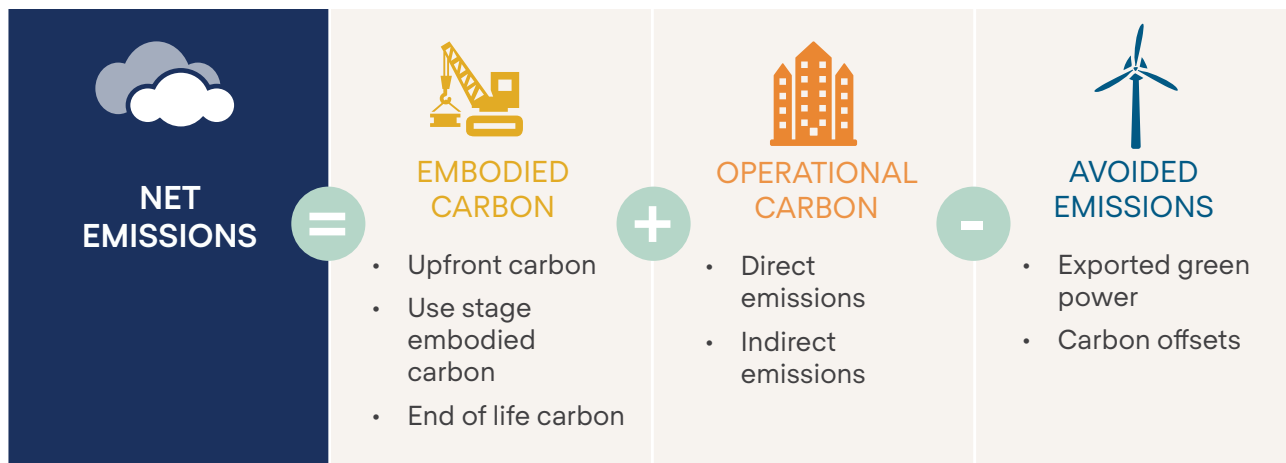 NET
EMISSIONS
=
EMBODIED
CARBON
• Upfront carbon
• Use stage
embodied
carbon
• End of life carbon
+
OPERATIONAL
CARBON
• Direct
emissions
• Indirect
emissions
-
AVOIDED
EMISSIONS
• Exported green
power
• Carbon offsets